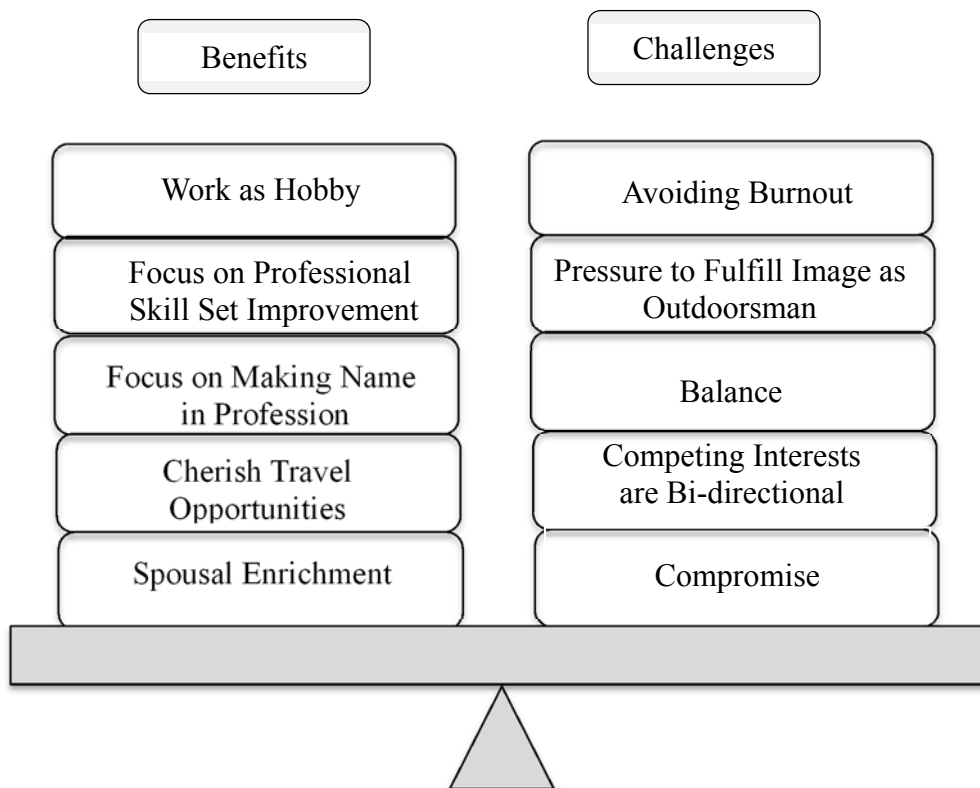 Benefits
Challenges
Work as Hobby
Focus on Professional
Skill Set Improvement
Focus on Making Name
in Profession
Cherish Travel
Opportunities
Spousal Enrichment
Avoiding Burnout
Pressure to Fulfill Image as
Outdoorsman
Balance
Competing Interests
are Bi-directional
Compromise